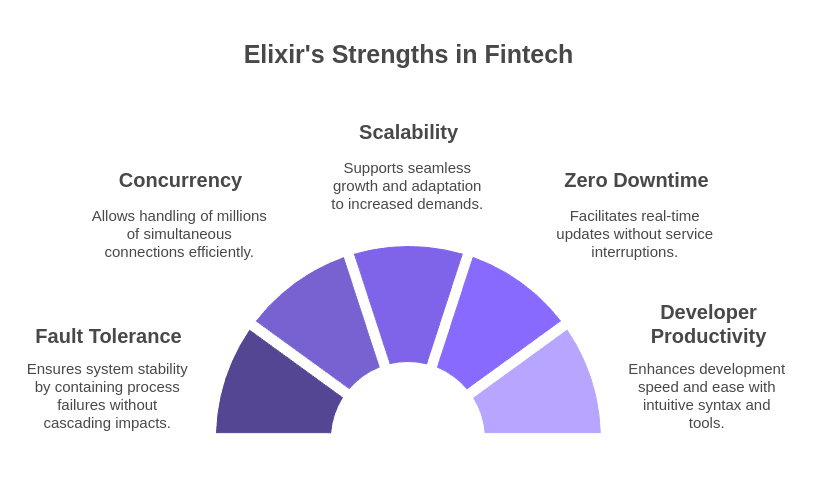 Elixir's Strengths in Fintech
Scalability
Supports seamless
growth and adaptation
to increased demands.
Concurrency
Allows handling of millions
of simultaneous
connections efficiently.
Zero Downtime
Facilitates real-time
updates without service
interruptions.
Fault Tolerance
Ensures system stability
by containing process
failures without
cascading impacts.
Developer
Productivity
Enhances development
speed and ease with
intuitive syntax and
tools.